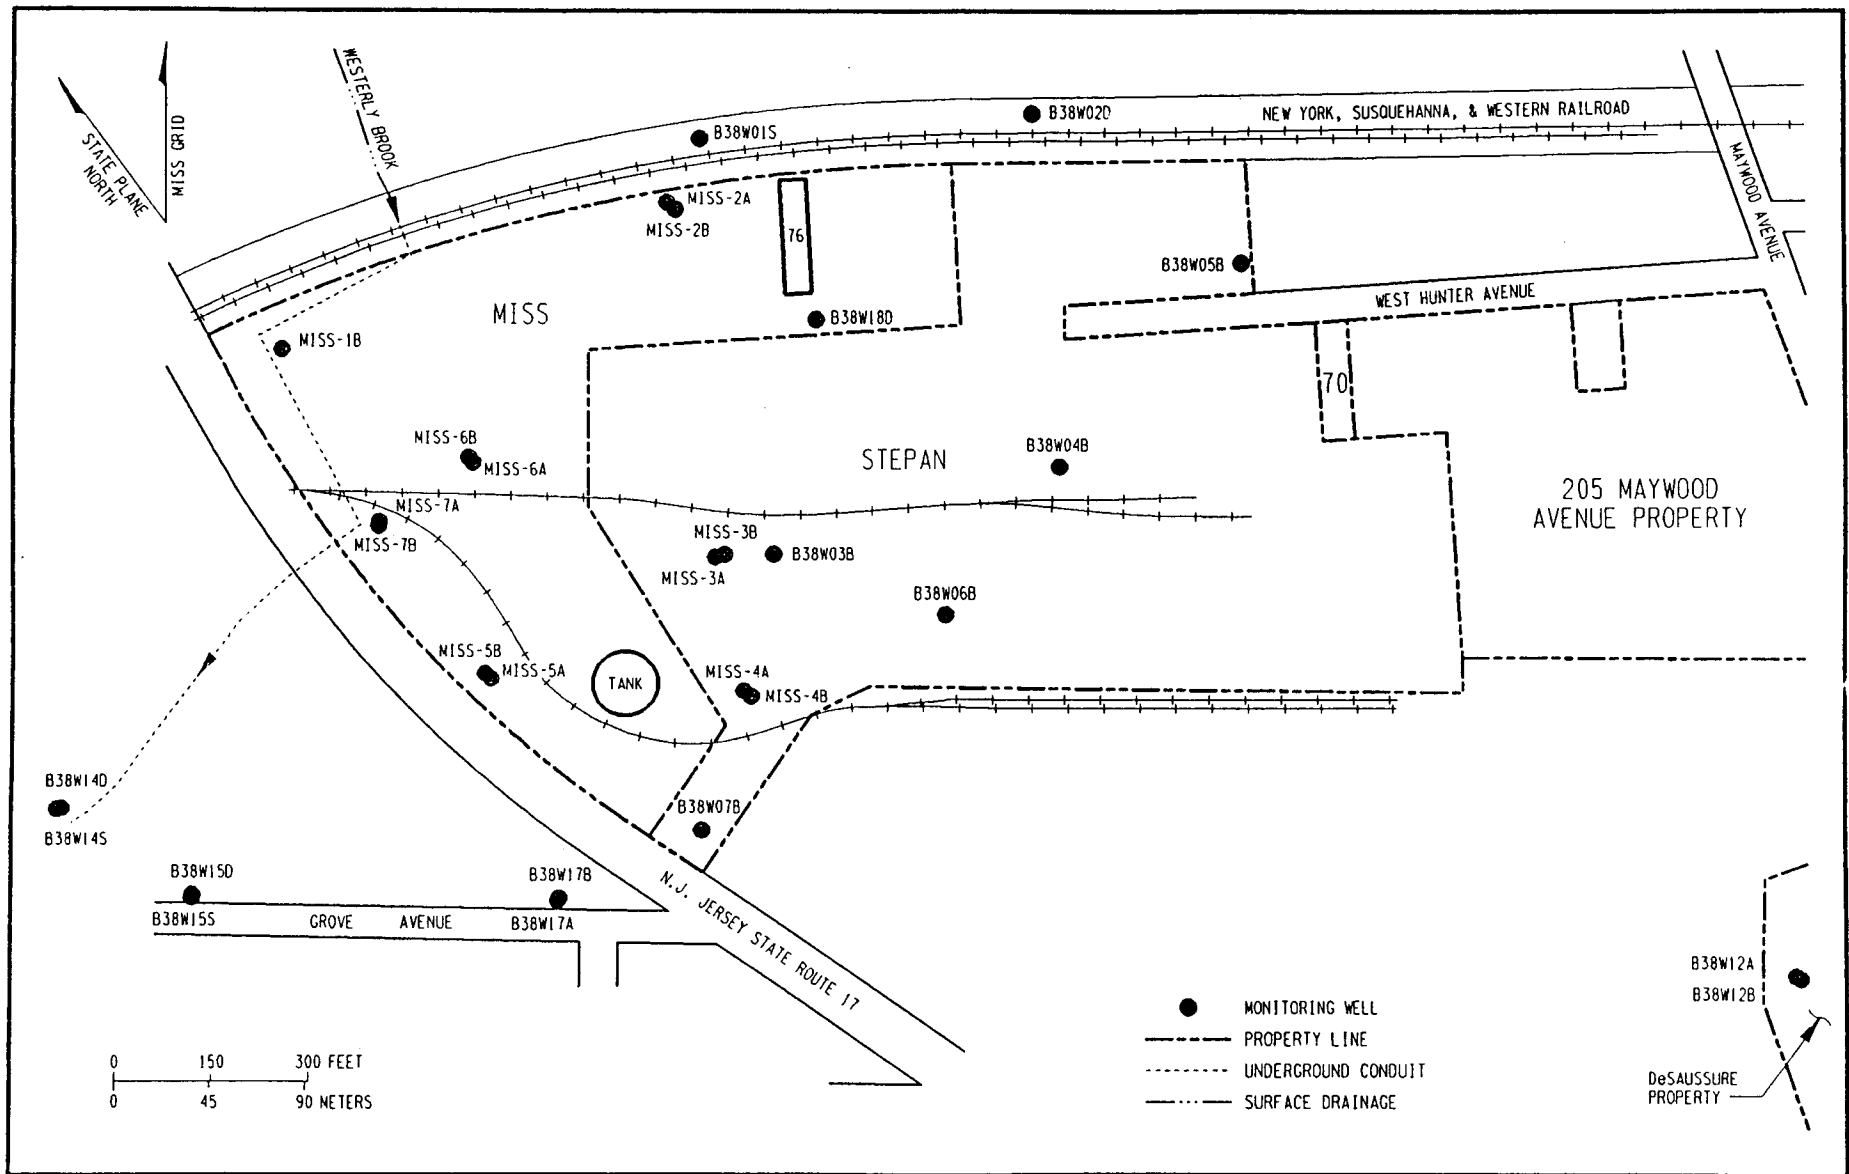 STATE PLANE
NORTH
MISS GRID
WESTERLY BROOK
B38W01S
B38W02D
NEW YORK, SUSQUEHANNA, & WESTERN RAILROAD
MAYWOOD AVENUE
MISS-2A
MISS-2B
76
B38W05B
WEST HUNTER AVENUE
MISS
B38W18D
MISS-1B
70
MISS-6B
MISS-6A
STEPAN
B38W04B
205 MAYWOOD
AVENUE PROPERTY
MISS-7A
MISS-7B
MISS-3B
B38W03B
MISS-3A
B38W06B
MISS-5B
MISS-5A
TANK
MISS-4A
MISS-4B
B38W14D
B38W14S
B38W07B
B38W15D
B38W15S
B38W17B
B38W17A
GROVE AVENUE
N.J. JERSEY STATE ROUTE 17
B38W12A
B38W12B
DeSAUSSURE
PROPERTY
MONITORING WELL
PROPERTY LINE
UNDERGROUND CONDUIT
SURFACE DRAINAGE
0 150 300 FEET
0 45 90 NETERS